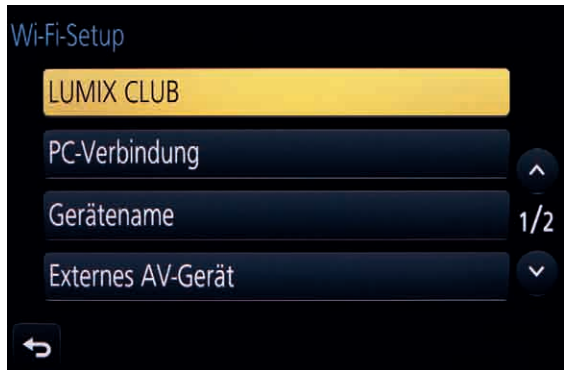 Wi-Fi-Setup
LUMIX CLUB
PC-Verbindung
Gerätename
1/2
Externes AV-Gerät